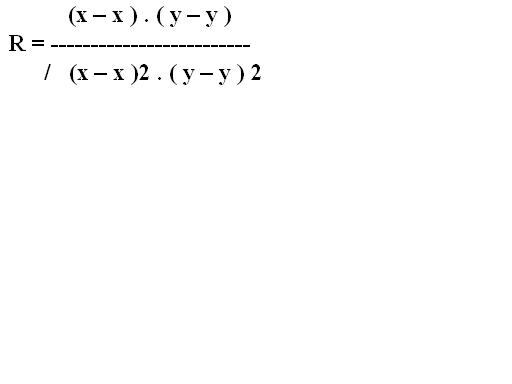 (x – x ) . ( y – y )
R = -------------------------
/ (x – x )2 . ( y – y ) 2